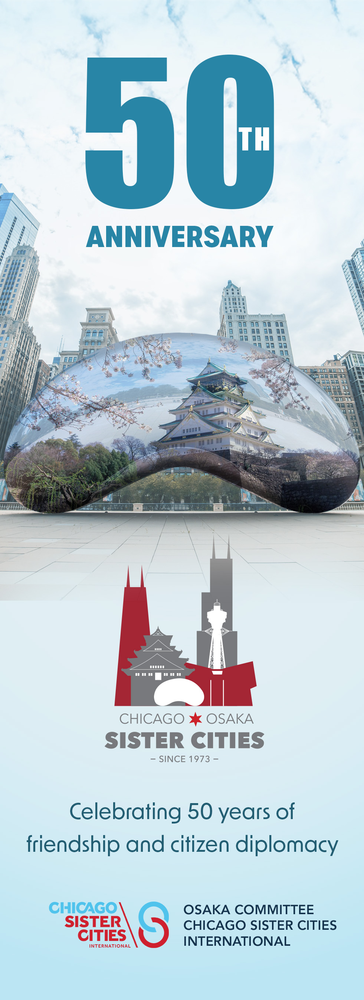 50TH
ANNIVERSARY
CHICAGO OSAKA
SISTER CITIES
– SINCE 1973 –
Celebrating 50 years of
friendship and citizen diplomacy
CHICAGO
SISTER
CITIES
INTERNATIONAL
OSAKA COMMITTEE
CHICAGO SISTER CITIES
INTERNATIONAL